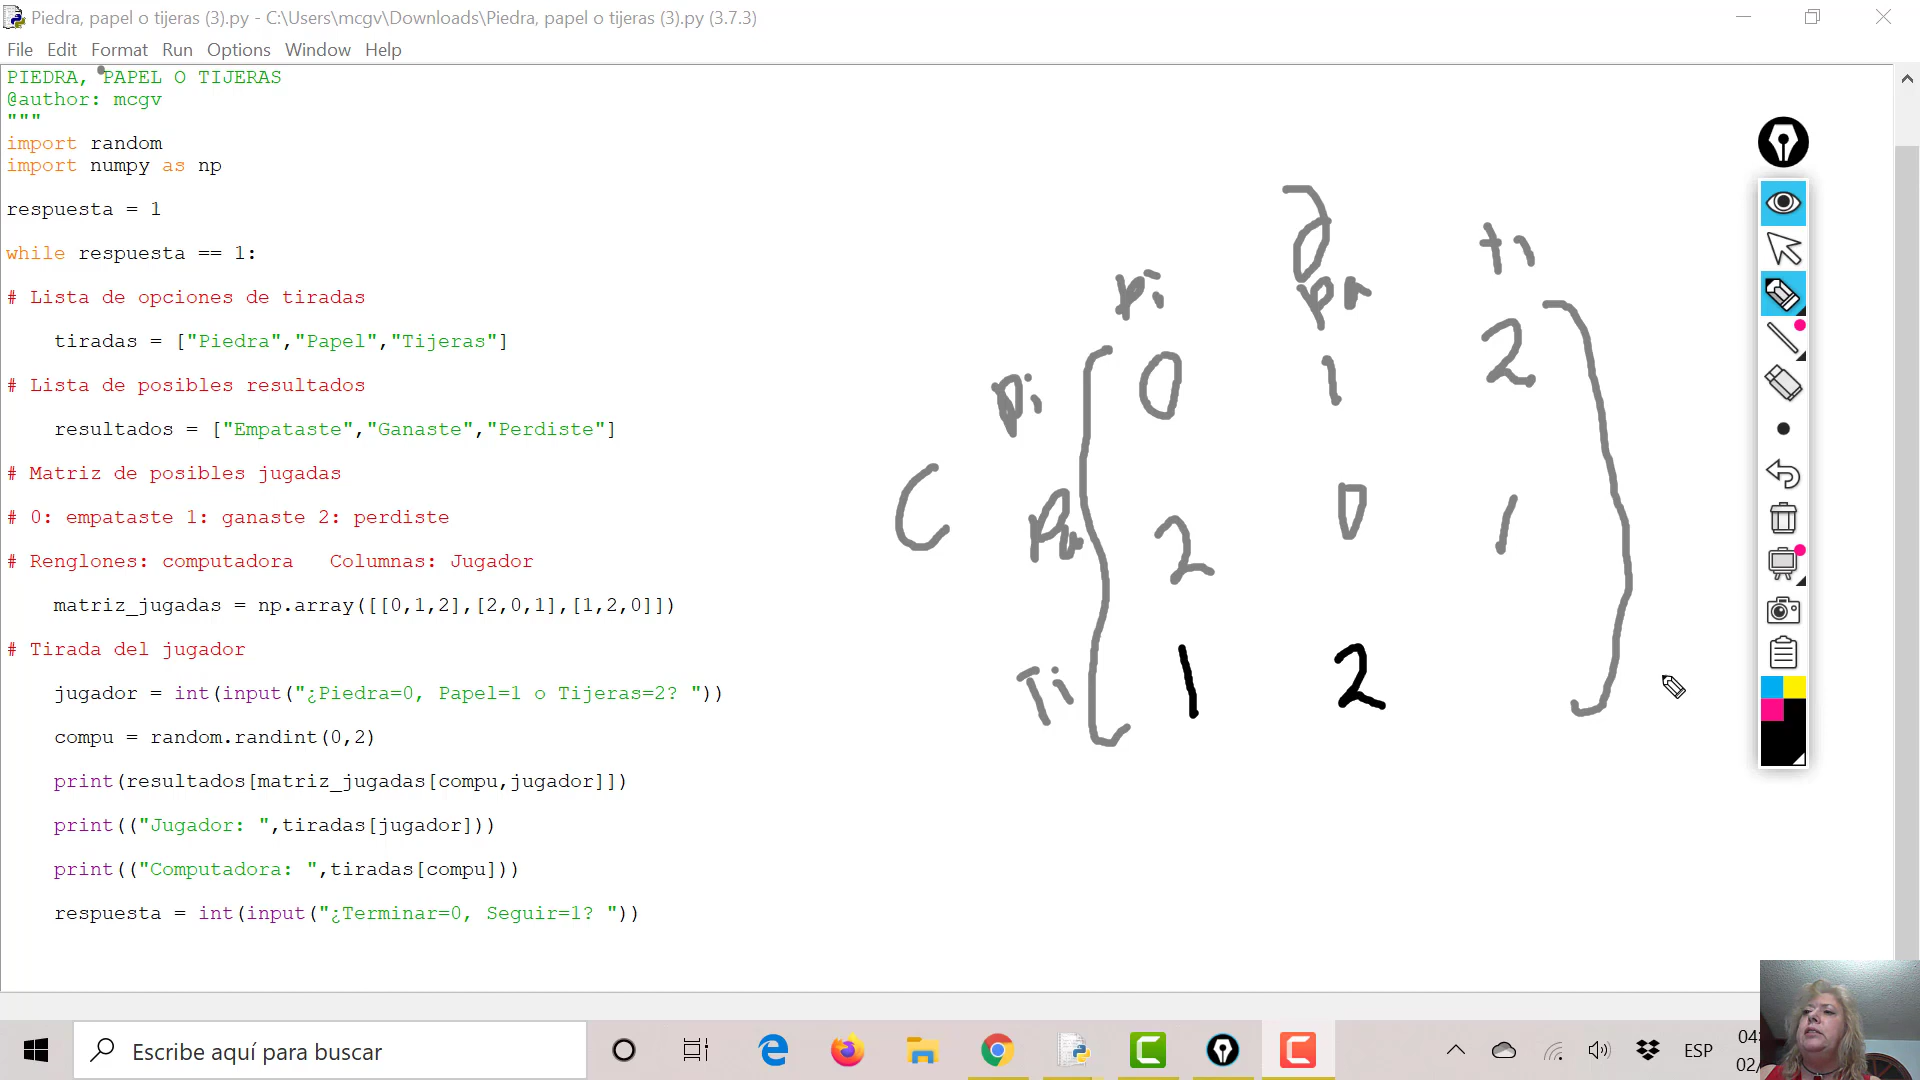 Piedra, papel o tijeras (3).py - C:\Users\mcgv\Downloads\Piedra, papel o tijeras (3).py (3.7.3)
File Edit Format Run Options Window Help
PIEDRA, PAPEL O TIJERAS
@author: mcgv
"""
import random
import numpy as np
respuesta = 1
while respuesta == 1:
# Lista de opciones de tiradas
tiradas = ["Piedra","Papel","Tijeras"]
# Lista de posibles resultados
resultados = ["Empataste","Ganaste","Perdiste"]
# Matriz de posibles jugadas
# 0: empataste 1: ganaste 2: perdiste
# Renglones: computadora Columnas: Jugador
matriz_jugadas = np.array([[0,1,2],[2,0,1],[1,2,0]])
# Tirada del jugador
jugador = int(input("¿Piedra=0, Papel=1 o Tijeras=2? "))
compu = random.randint(0,2)
print(resultados[matriz_jugadas[compu,jugador]])
print(("Jugador: ",tiradas[jugador]))
print(("Computadora: ",tiradas[compu]))
respuesta = int(input("¿Terminar=0, Seguir=1? "))
pi pa ti
pi 0 1 2
C Pa 2 0 1
Ti 1 2
Escribe aquí para buscar
ESP
04:
02/